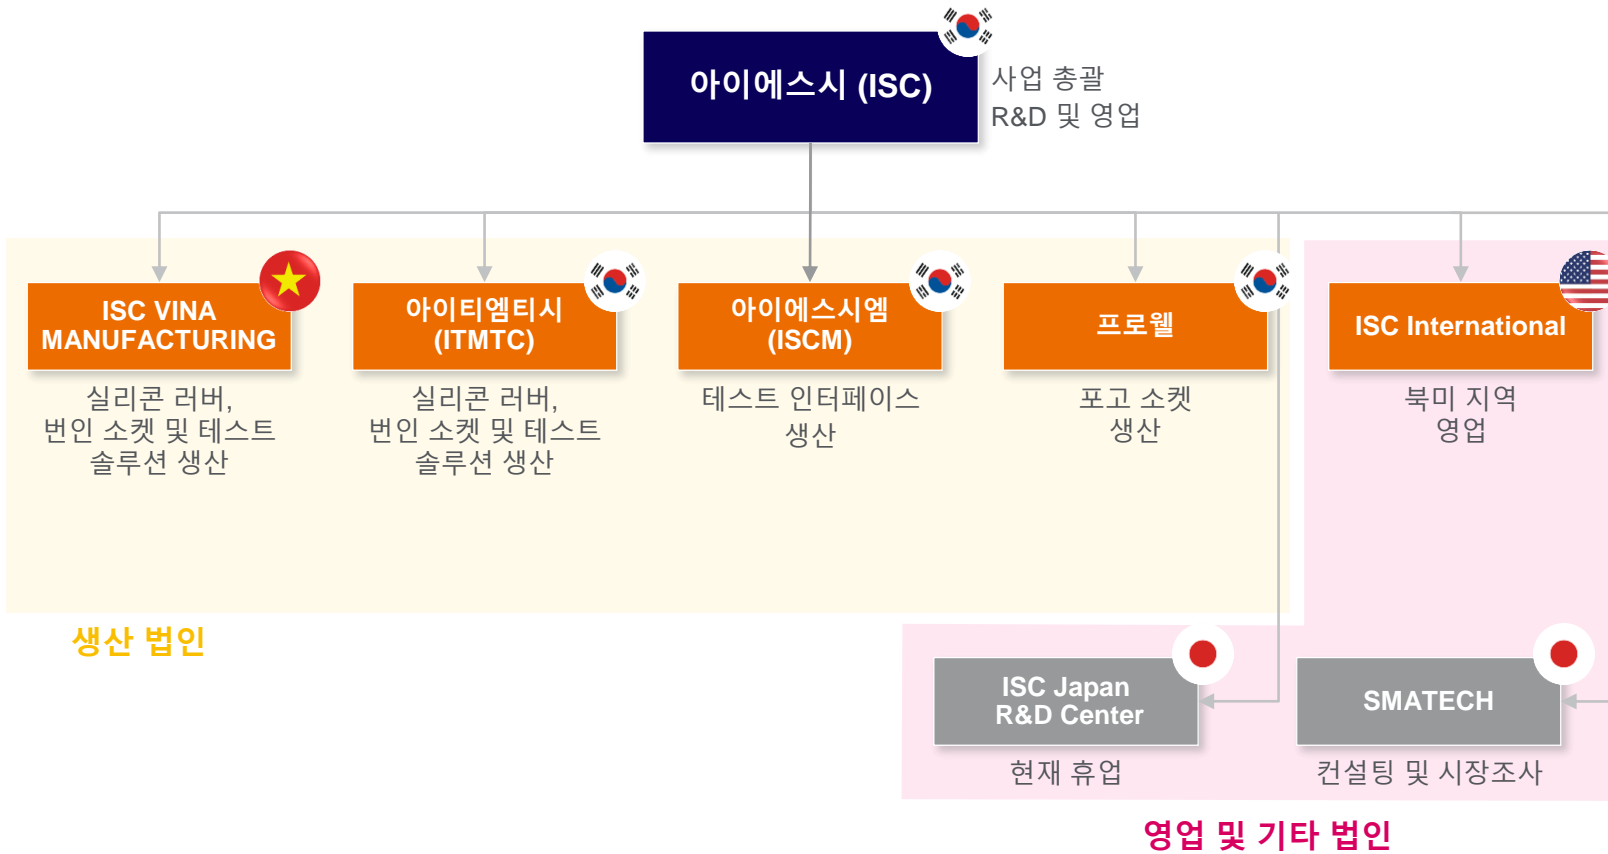 아이에스시 (ISC)
사업 총괄
R&D 및 영업
ISC VINA
MANUFACTURING
실리콘 러버,
번인 소켓 및 테스트
솔루션 생산
아이티엠티시
(ITMTC)
실리콘 러버,
번인 소켓 및 테스트
솔루션 생산
아이에스시엠
(ISCM)
테스트 인터페이스
생산
프로웰
포고 소켓
생산
ISC International
북미 지역
영업
생산 법인
ISC Japan
R&D Center
현재 휴업
SMATECH
컨설팅 및 시장조사
영업 및 기타 법인